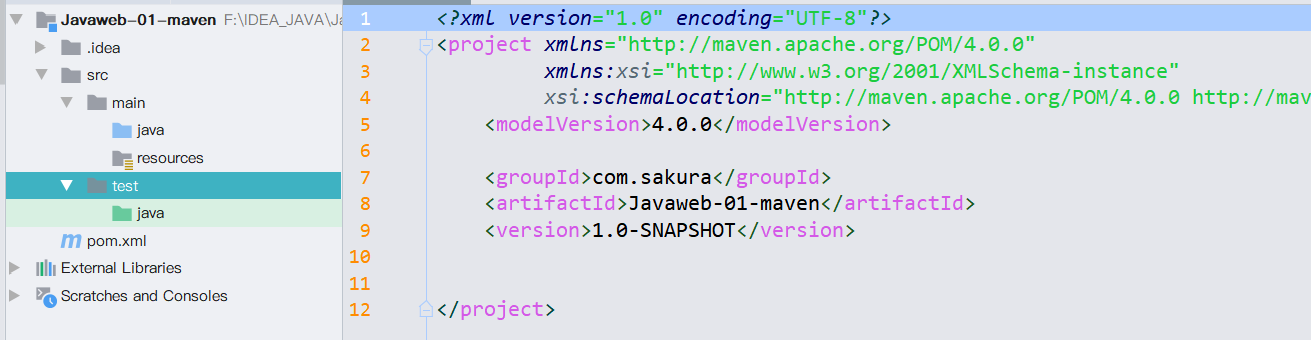 Javaweb-01-maven F:\IDEA_JAVA\Ja
.idea
src
main
java
resources
test
java
pom.xml
External Libraries
Scratches and Consoles
1 <?xml version="1.0" encoding="UTF-8"?>
2 <project xmlns="http://maven.apache.org/POM/4.0.0"
3 xmlns:xsi="http://www.w3.org/2001/XMLSchema-instance"
4 xsi:schemaLocation="http://maven.apache.org/POM/4.0.0 http://mav
5 <modelVersion>4.0.0</modelVersion>
6
7 <groupId>com.sakura</groupId>
8 <artifactId>Javaweb-01-maven</artifactId>
9 <version>1.0-SNAPSHOT</version>
10
11
12 </project>